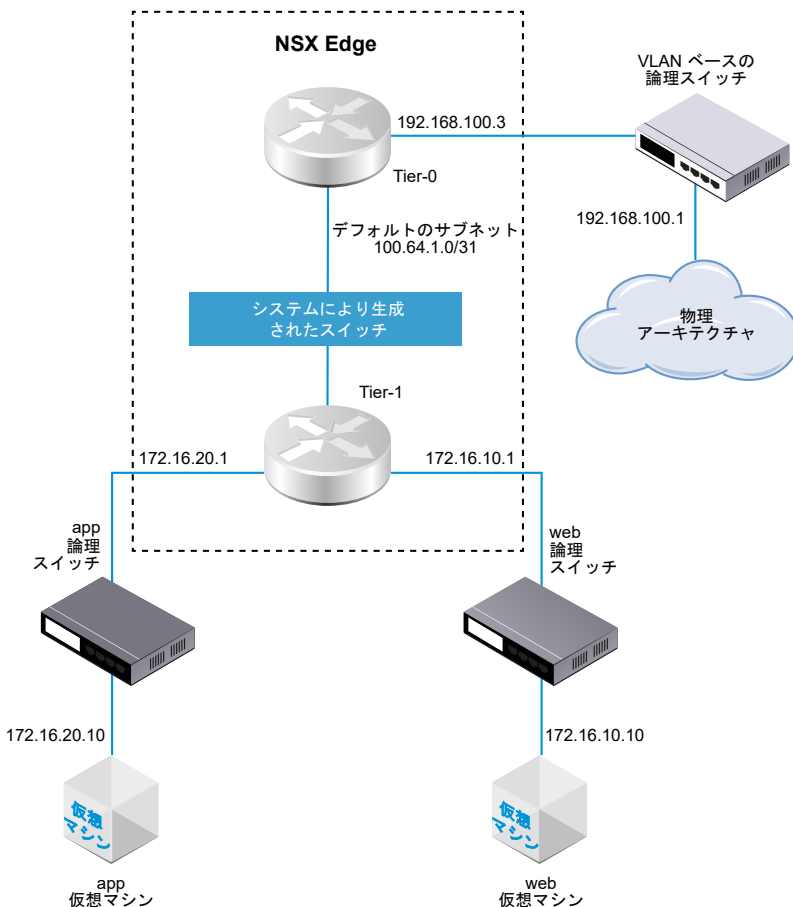 NSX Edge
VLAN ベースの
論理スイッチ
192.168.100.3
Tier-0
192.168.100.1
デフォルトのサブネット
100.64.1.0/31
システムにより生成
されたスイッチ
物理
アーキテクチャ
Tier-1
172.16.20.1
172.16.10.1
app
論理
スイッチ
web
論理
スイッチ
172.16.20.10
172.16.10.10
仮想
マシン
仮想
マシン
app
仮想マシン
web
仮想マシン